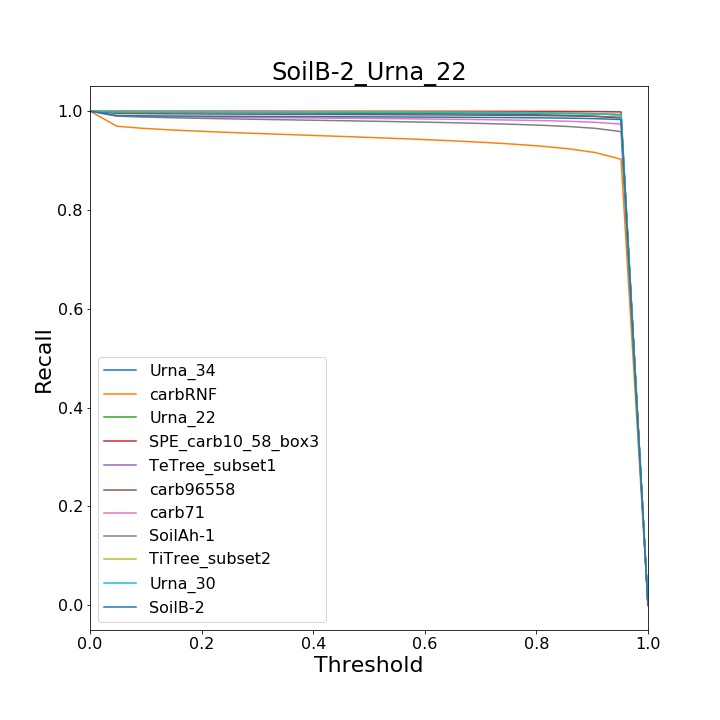 SoilB-2_Urna_22
1.0
0.8
0.6
0.4
0.2
0.0
Recall
Urna_34
carbRNF
Urna_22
SPE_carb10_58_box3
TeTree_subset1
carb96558
carb71
SoilAh-1
TiTree_subset2
Urna_30
SoilB-2
0.0 0.2 0.4 0.6 0.8 1.0
Threshold